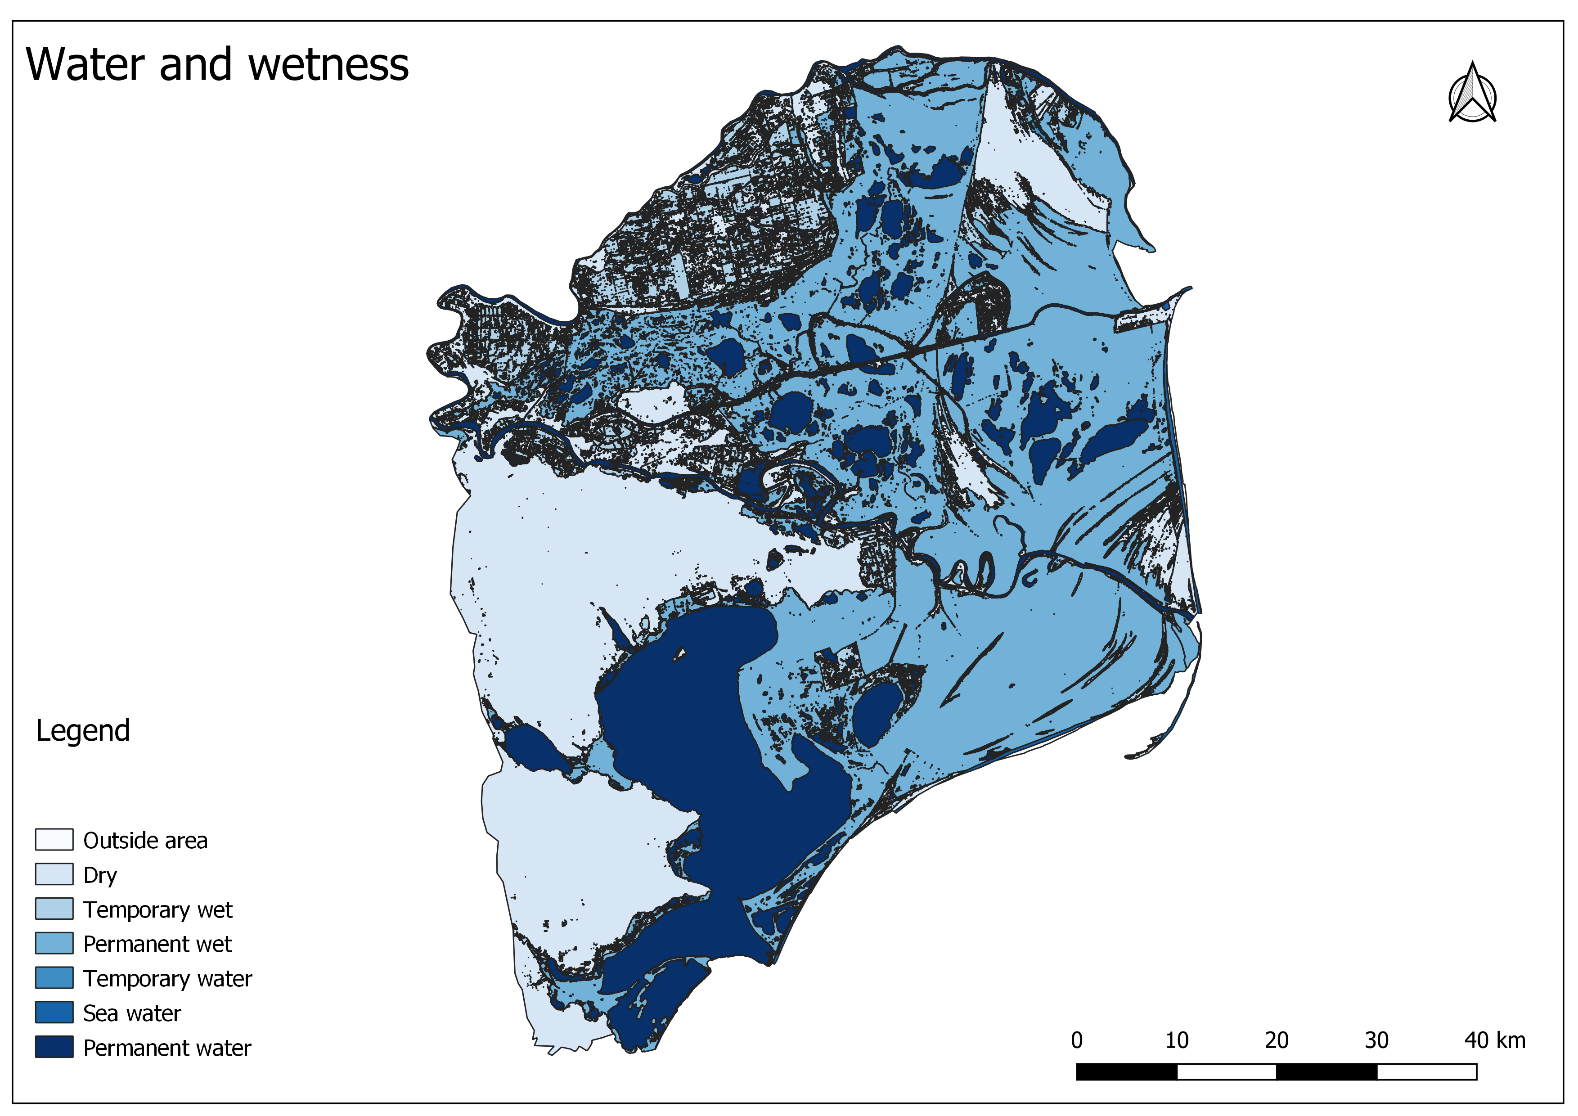 Water and wetness
Legend
Outside area
Dry
Temporary wet
Permanent wet
Temporary water
Sea water
Permanent water
0 10 20 30 40 km